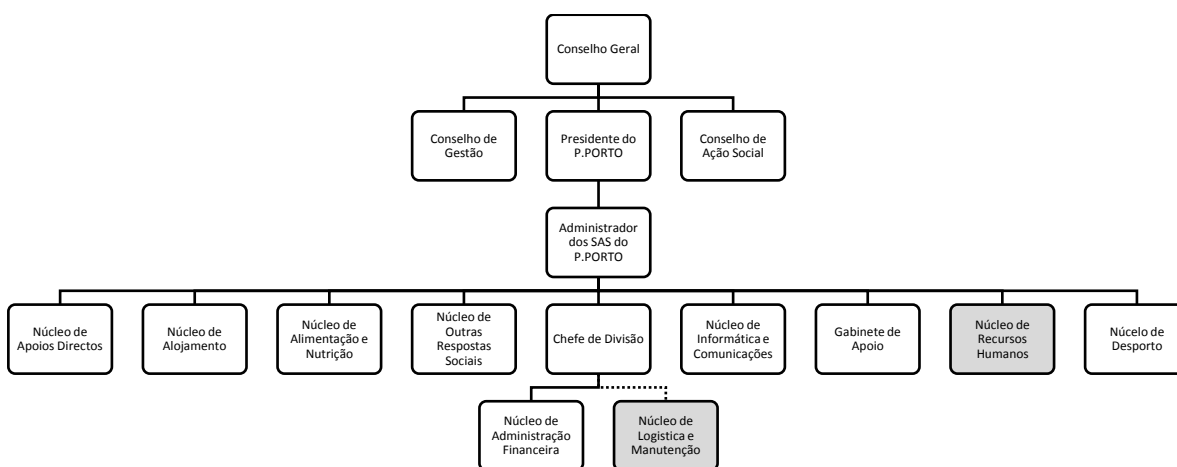 Conselho Geral
Conselho de
Gestão
Presidente do
P.PORTO
Conselho de
Ação Social
Administrador
dos SAS do
P.PORTO
Núcleo de
Apoios Directos
Núcleo de
Alojamento
Núcleo de
Alimentação e
Nutrição
Núcleo de
Outras
Respostas
Sociais
Chefe de Divisão
Núcleo de
Informática e
Comunicações
Gabinete de
Apoio
Núcleo de
Recursos
Humanos
Núcelo de
Desporto
Núcleo de
Administração
Financeira
Núcleo de
Logistica e
Manutenção